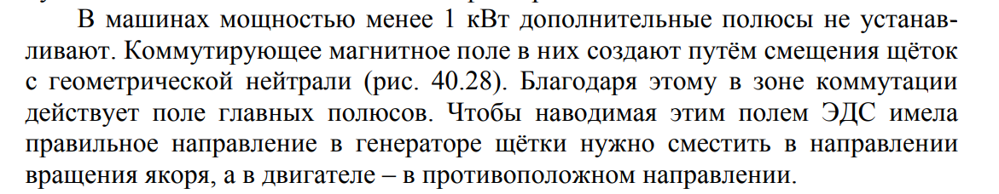 В машинах мощностью менее 1 кВт дополнительные полюсы не устанав-
ливают. Коммутирующее магнитное поле в них создают путём смещения щёток
с геометрической нейтрали (рис. 40.28). Благодаря этому в зоне коммутации
действует поле главных полюсов. Чтобы наводимая этим полем ЭДС имела
правильное направление в генераторе щётки нужно сместить в направлении
вращения якоря, а в двигателе – в противоположном направлении.